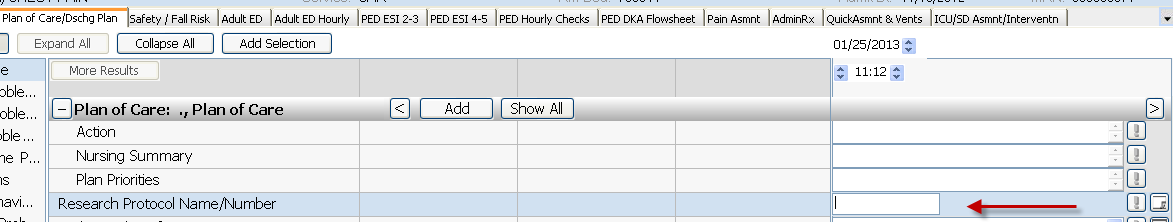 Plan of Care/Dschg Plan Safety / Fall Risk Adult ED Adult ED Hourly PED ESI 2-3 PED ESI 4-5 PED Hourly Checks PED DKA Flowsheet Pain Asmnt AdminRx QuickAsmnt & Vents ICU/SD Asmnt/Interventn
Expand All Collapse All Add Selection 01/25/2013
More Results 11:12
− Plan of Care: ., Plan of Care < Add Show All >
Action
Nursing Summary
Plan Priorities
Research Protocol Name/Number